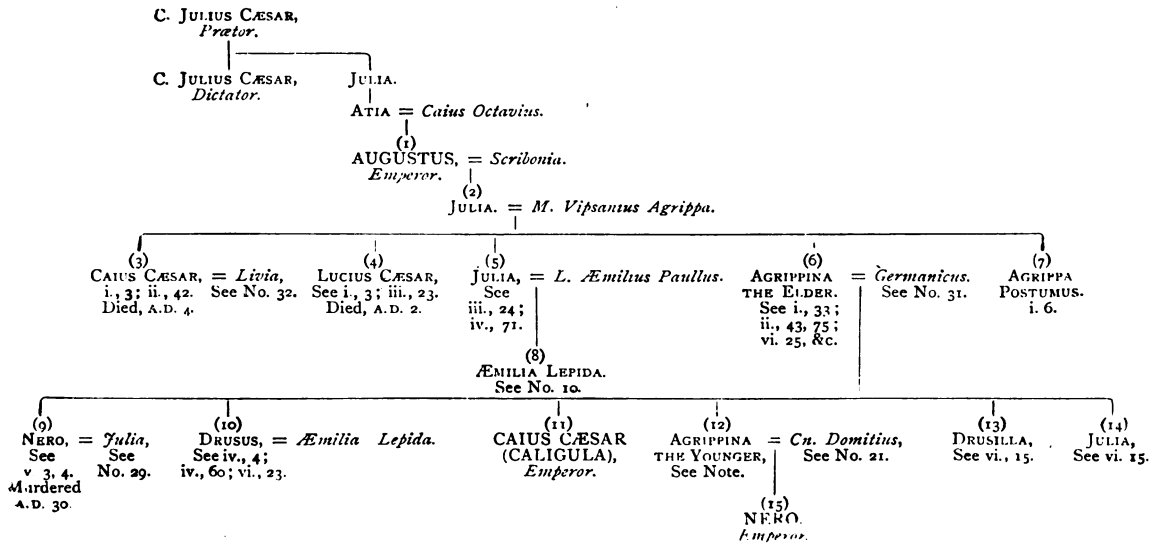 C. JULIUS CÆSAR,
Prætor.
C. JULIUS CÆSAR,
Dictator.
JULIA.
ATIA = Caius Octavius.
(1)
AUGUSTUS, = Scribonia.
Emperor.
(2)
JULIA. = M. Vipsanius Agrippa.
(3)
CAIUS CÆSAR, = Livia,
i., 3; ii., 42. See No. 32.
Died, A.D. 4.
(4)
LUCIUS CÆSAR,
See i., 3; iii., 23.
Died, A.D. 2.
(5)
JULIA, = L. Æmilius Paullus.
See
iii., 24;
iv., 71.
(6)
AGRIPPINA = Germanicus.
THE ELDER. See No. 31.
See i., 33;
ii., 43, 75;
vi. 25, &c.
(7)
AGRIPPA
POSTUMUS.
i. 6.
(8)
ÆMILIA LEPIDA.
See No. 10.
(9)
NERO, = Julia,
See See
v 3, 4. No. 29.
Murdered
A.D. 30.
(10)
DRUSUS, = Æmilia Lepida.
See iv., 4;
iv., 60; vi., 23.
(11)
CAIUS CÆSAR
(CALIGULA),
Emperor.
(12)
AGRIPPINA = Cn. Domitius,
THE YOUNGER, See No. 21.
See Note.
(13)
DRUSILLA,
See vi., 15.
(14)
JULIA,
See vi. 15.
(15)
NERO.
Emperor.